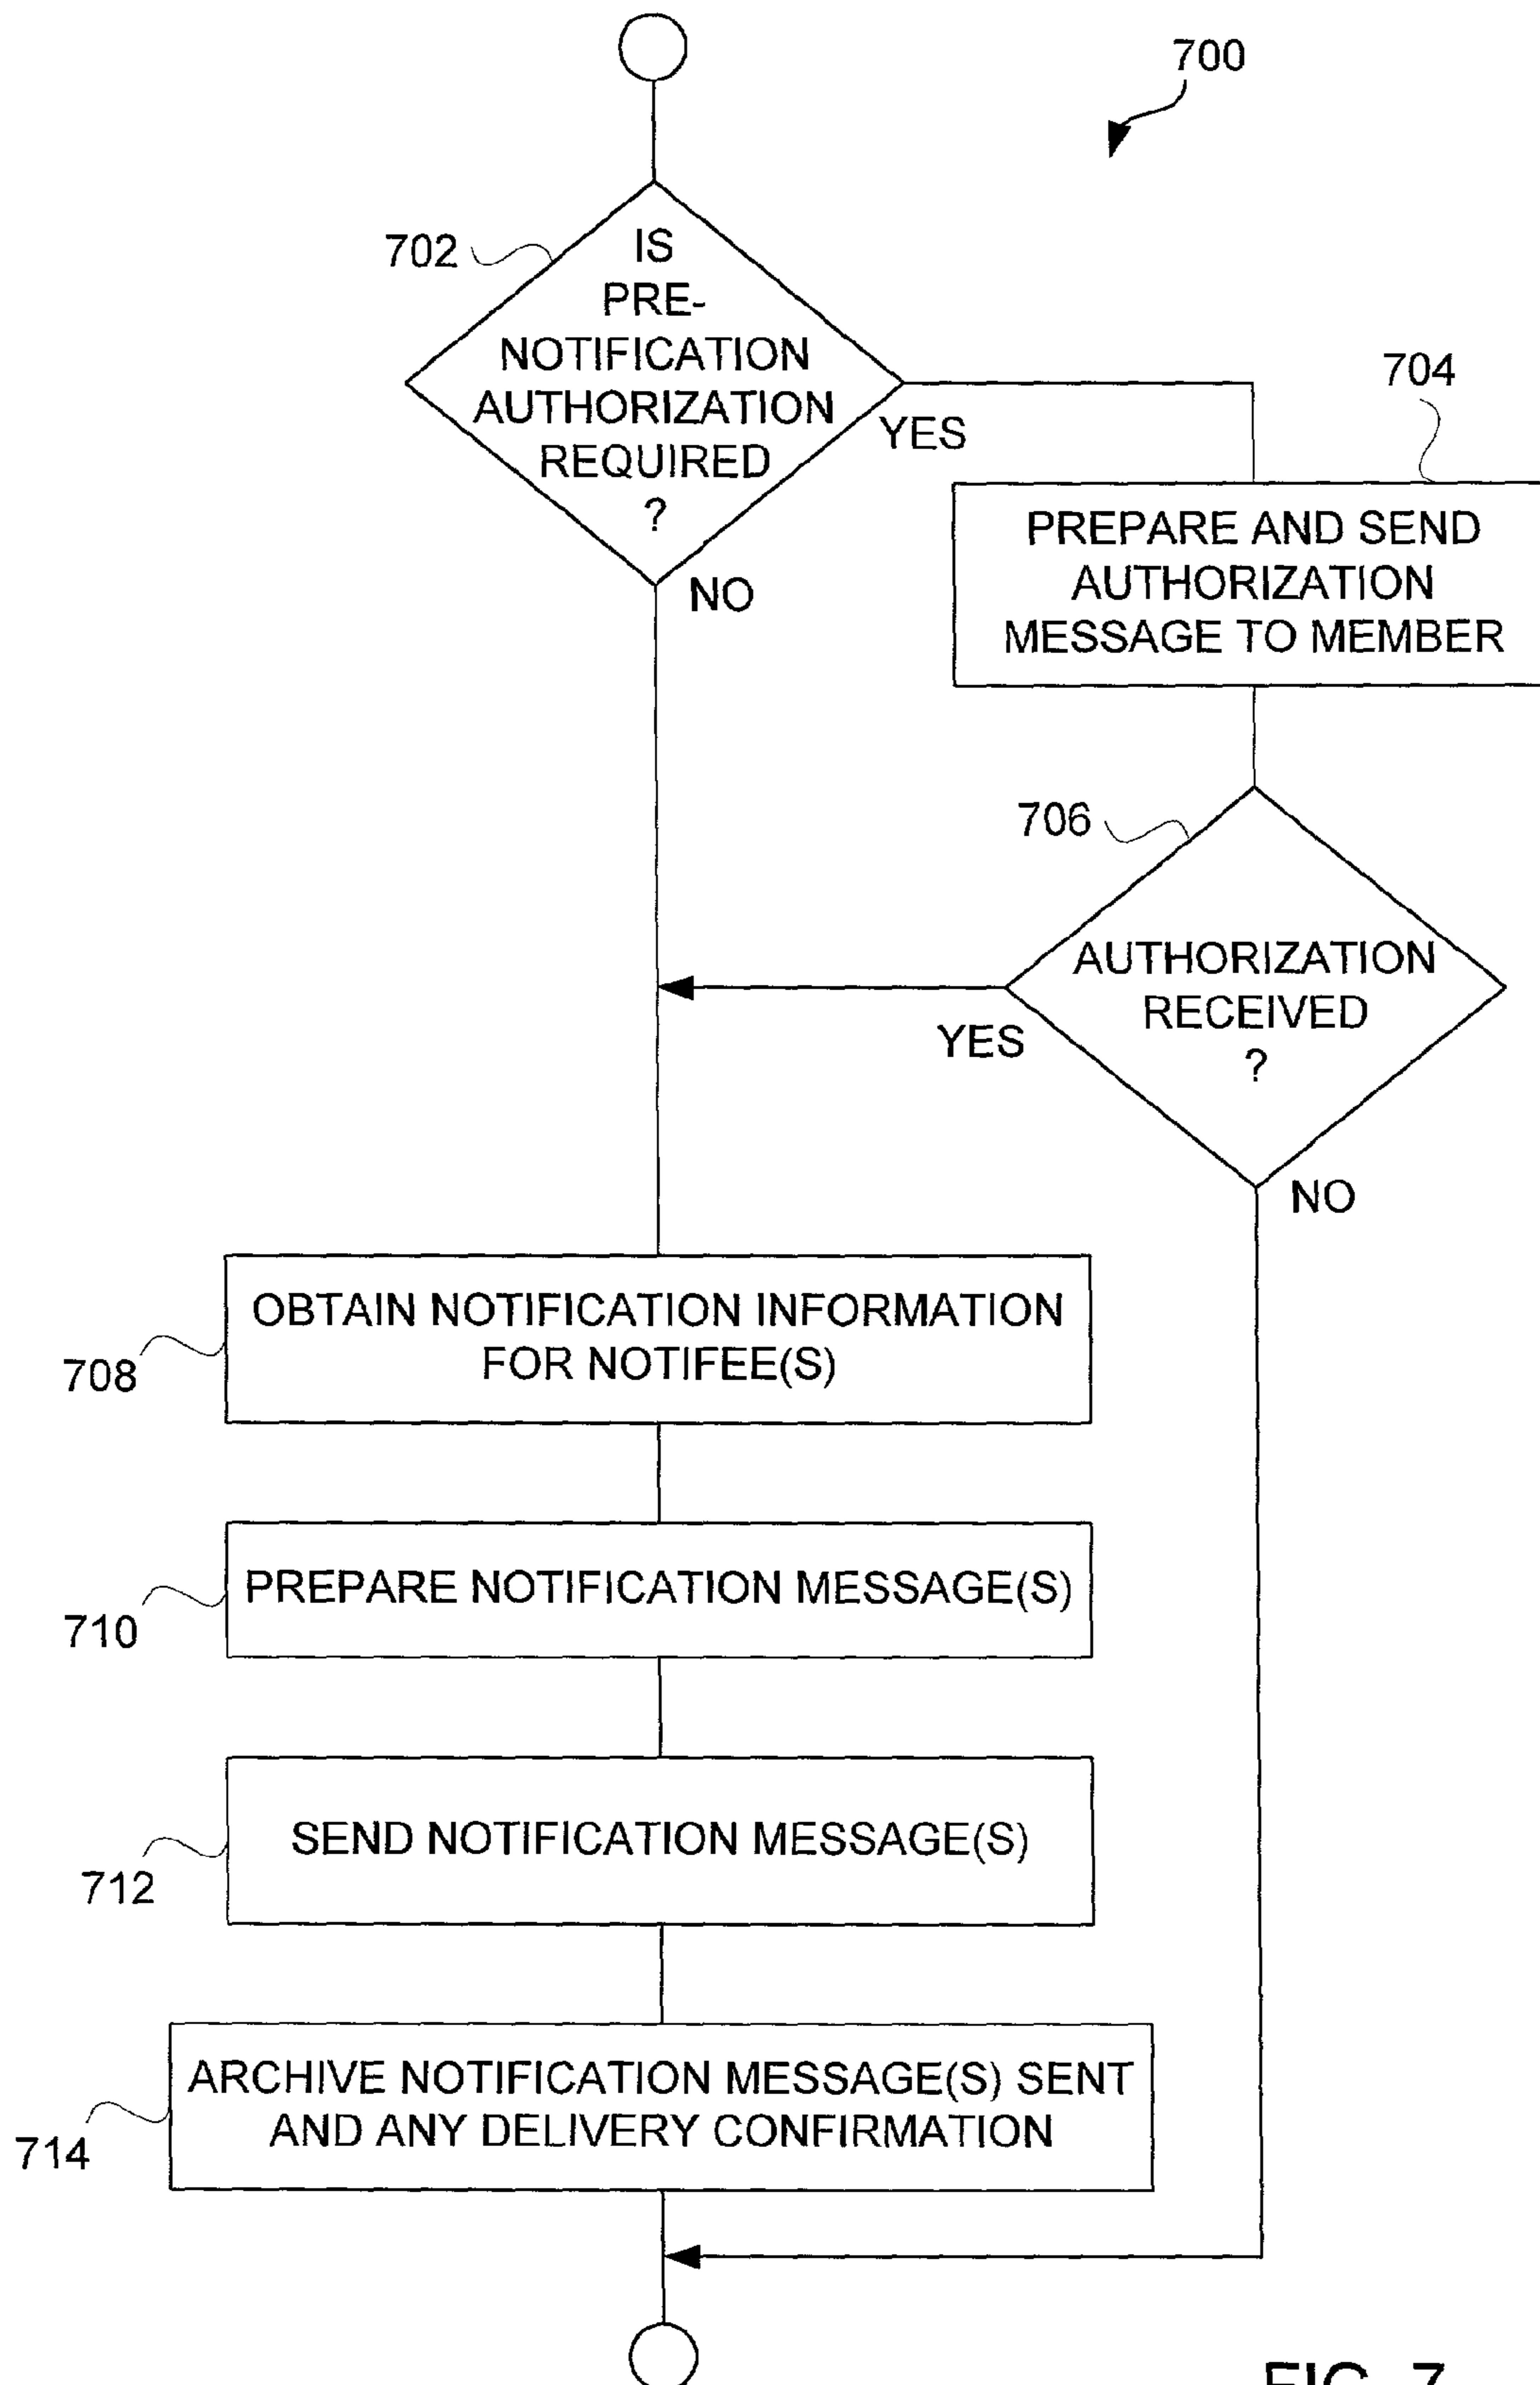 700
702
IS
PRE-
NOTIFICATION
AUTHORIZATION
REQUIRED
?
YES
NO
704
PREPARE AND SEND
AUTHORIZATION
MESSAGE TO MEMBER
706
AUTHORIZATION
RECEIVED
?
YES
NO
OBTAIN NOTIFICATION INFORMATION
FOR NOTIFEE(S)
708
PREPARE NOTIFICATION MESSAGE(S)
710
SEND NOTIFICATION MESSAGE(S)
712
ARCHIVE NOTIFICATION MESSAGE(S) SENT
AND ANY DELIVERY CONFIRMATION
714
FIG. 7